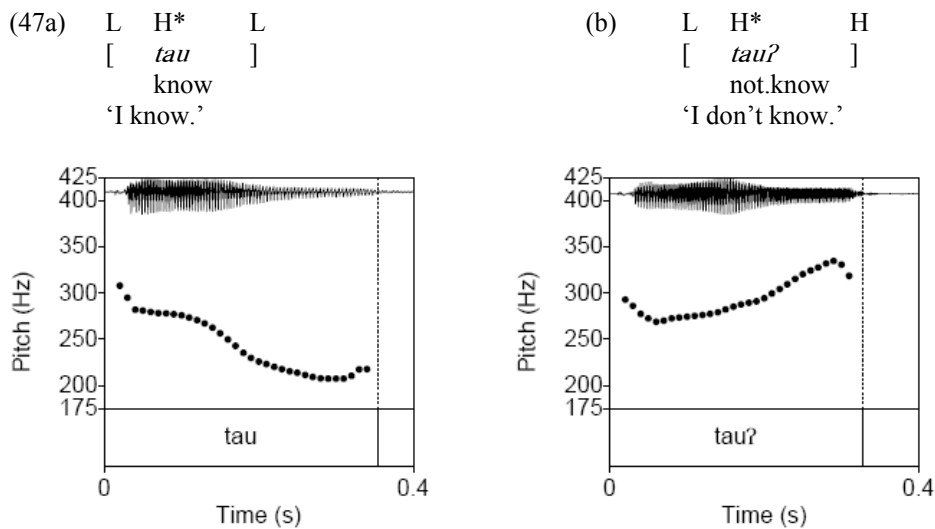 (47a) L H* L (b) L H* H
[ tau ] [ tauʔ ]
know not.know
‘I know.’ ‘I don’t know.’
425
400
350
300
250
200
175
Pitch (Hz)
tau
0 0.4
Time (s)
425
400
350
300
250
200
175
Pitch (Hz)
tauʔ
0 0.4
Time (s)